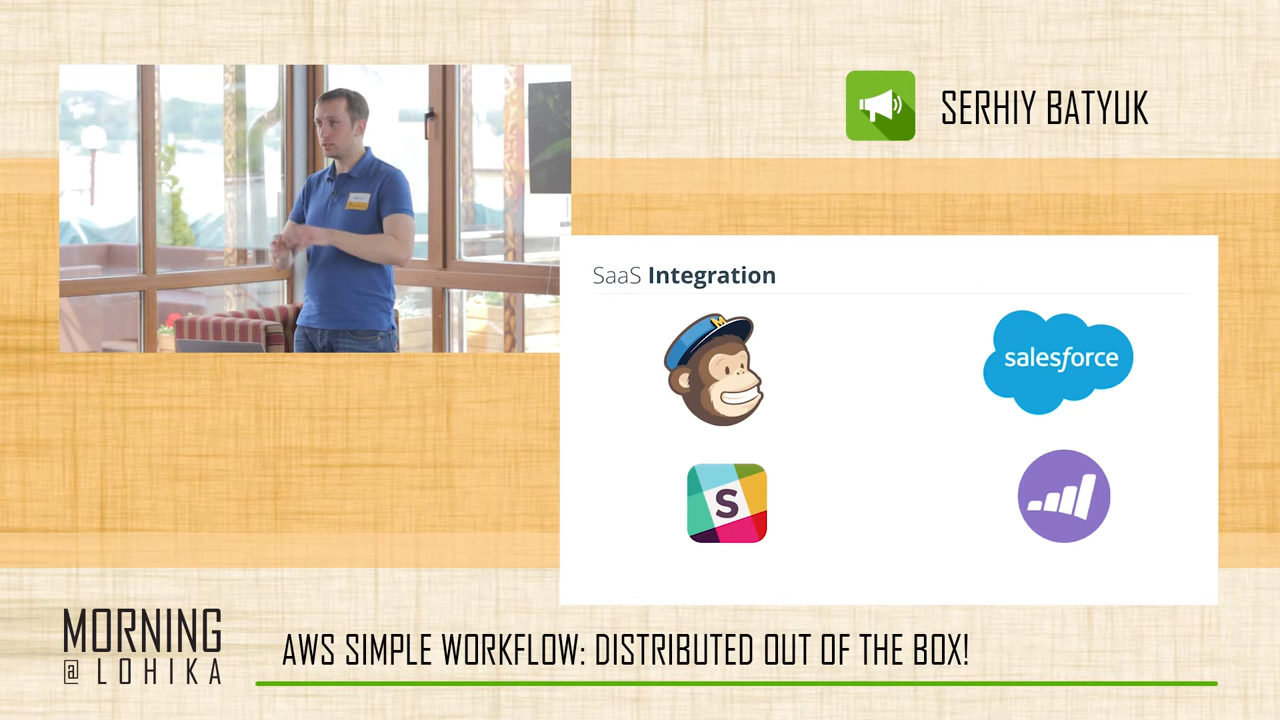 SERHIY BATYUK
SaaS Integration
salesforce
S
MORNING
@ LOHIKA
AWS SIMPLE WORKFLOW: DISTRIBUTED OUT OF THE BOX!